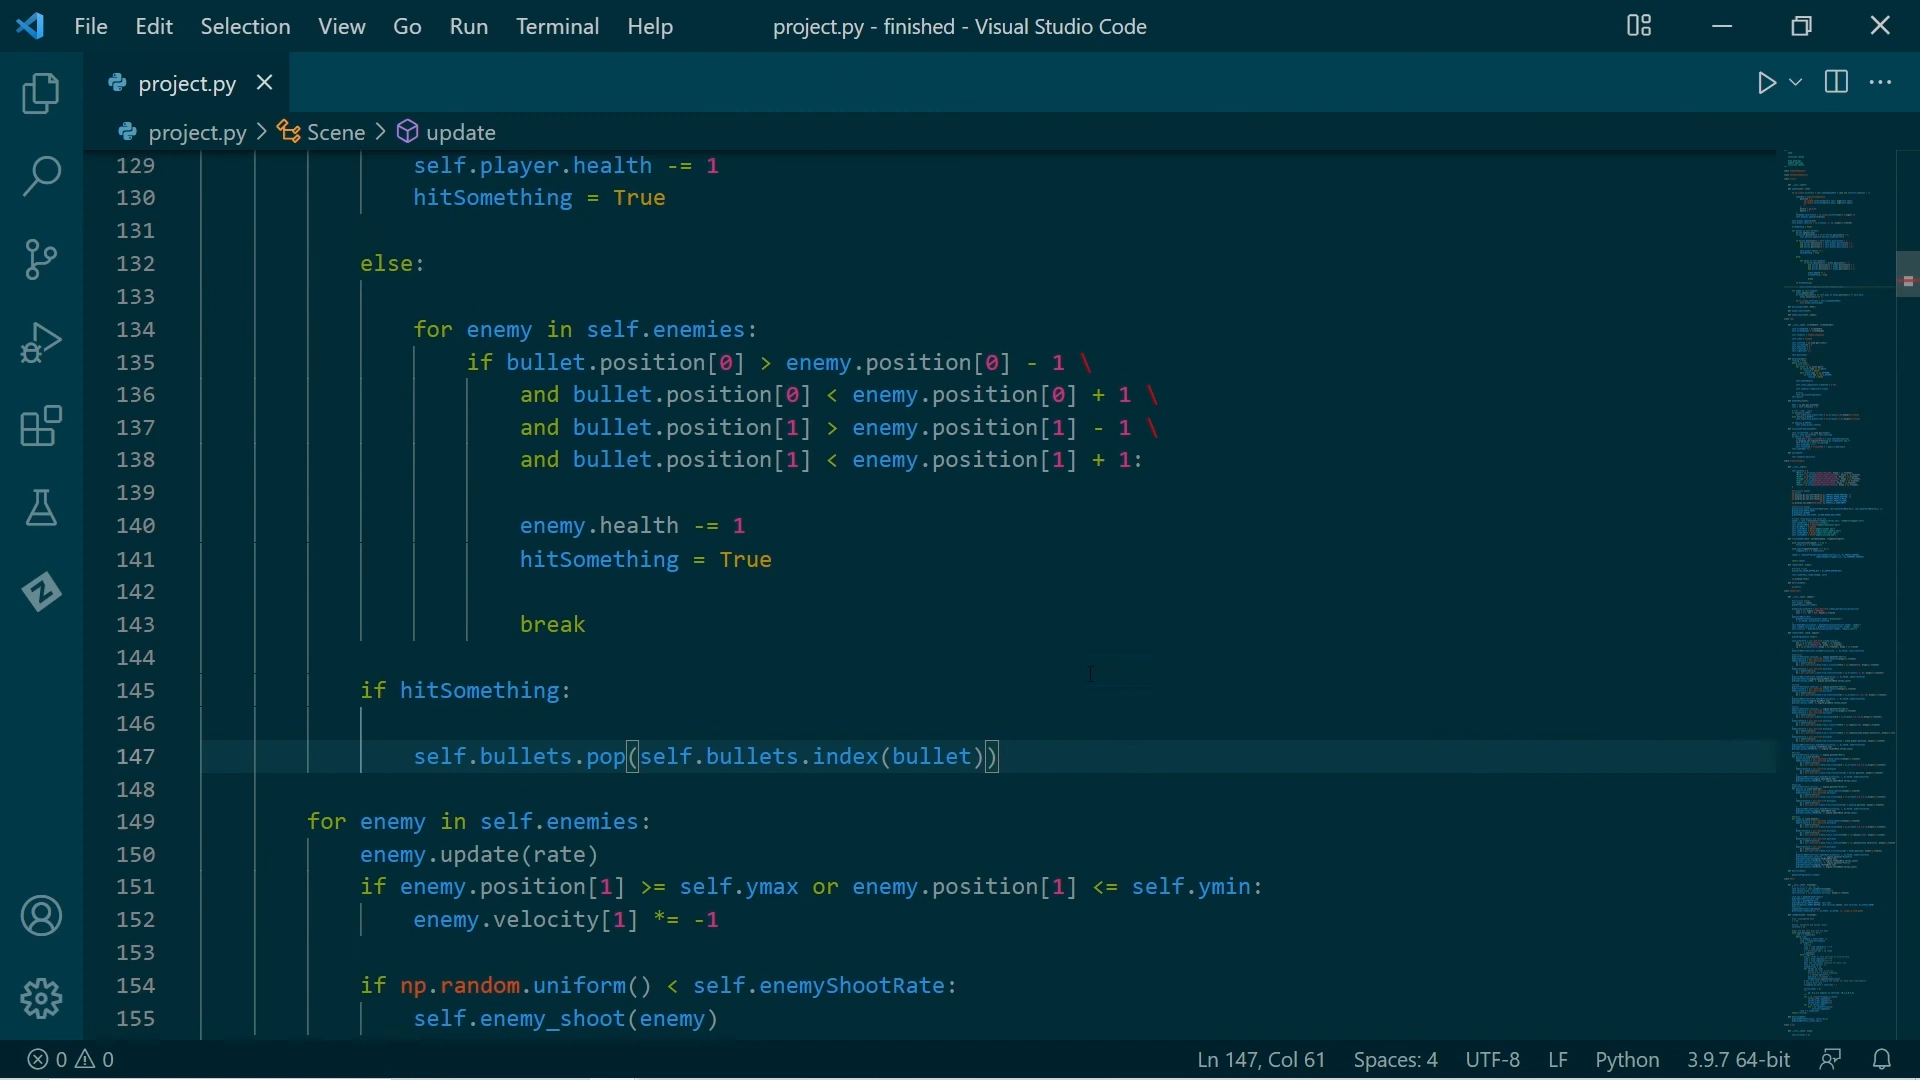 File Edit Selection View Go Run Terminal Help project.py - finished - Visual Studio Code
project.py
project.py > Scene > update
129 self.player.health -= 1
130 hitSomething = True
131
132 else:
133
134 for enemy in self.enemies:
135 if bullet.position[0] > enemy.position[0] - 1 \
136 and bullet.position[0] < enemy.position[0] + 1 \
137 and bullet.position[1] > enemy.position[1] - 1 \
138 and bullet.position[1] < enemy.position[1] + 1:
139
140 enemy.health -= 1
141 hitSomething = True
142
143 break
144
145 if hitSomething:
146
147 self.bullets.pop(self.bullets.index(bullet))
148
149 for enemy in self.enemies:
150 enemy.update(rate)
151 if enemy.position[1] >= self.ymax or enemy.position[1] <= self.ymin:
152 enemy.velocity[1] *= -1
153
154 if np.random.uniform() < self.enemyShootRate:
155 self.enemy_shoot(enemy)
0 0 Ln 147, Col 61 Spaces: 4 UTF-8 LF Python 3.9.7 64-bit